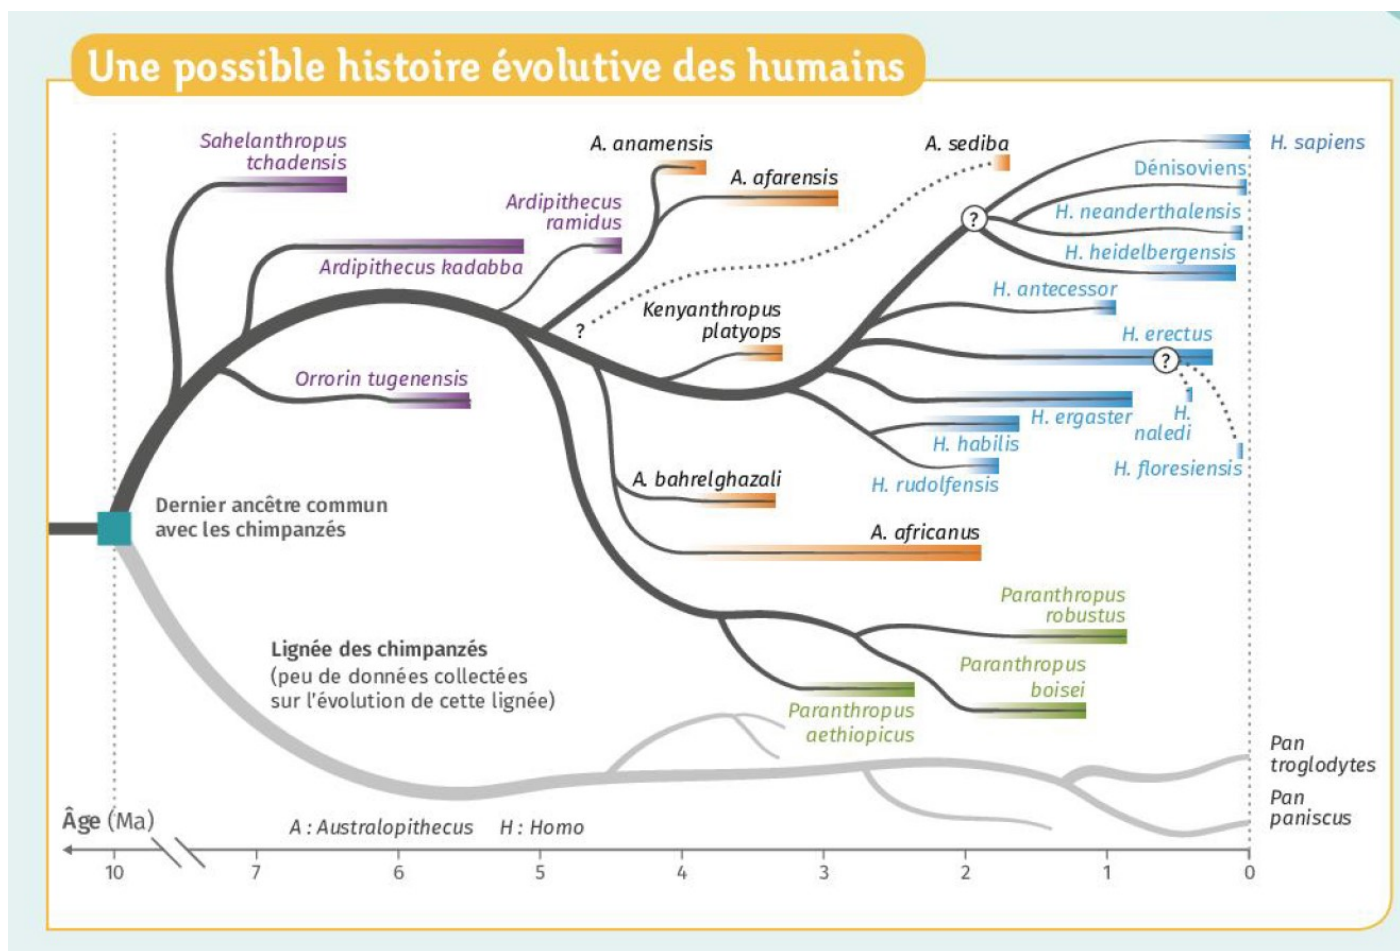 Une possible histoire évolutive des humains
Sahelanthropus
tchadensis
A. anamensis
A. sediba
H. sapiens
Dénisoviens
A. afarensis
Ardipithecus
ramidus
H. neanderthalensis
?
H. heidelbergensis
Ardipithecus kadabba
H. antecessor
Kenyanthropus
platyops
?
H. erectus
?
Orrorin tugenensis
H. ergaster
H.
naledi
H. habilis
H. floresiensis
H. rudolfensis
A. bahrelghazali
Dernier ancêtre commun
avec les chimpanzés
A. africanus
Paranthropus
robustus
Lignée des chimpanzés
(peu de données collectées
sur l'évolution de cette lignée)
Paranthropus
boisei
Paranthropus
aethiopicus
Pan
troglodytes
Pan
paniscus
Âge (Ma)
A : Australopithecus H : Homo
10 7 6 5 4 3 2 1 0